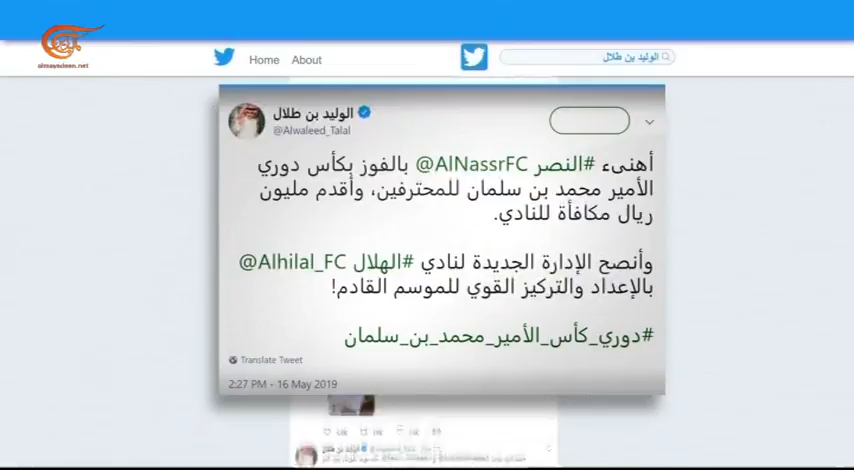 الميادين
almayadeen.net
Home About
الوليد بن طلال
الوليد بن طلال
@Alwaleed_Talal
أهنىء #النصر @AlNassrFC بالفوز بكأس دوري
الأمير محمد بن سلمان للمحترفين، وأقدم مليون
ريال مكافأة للنادي.
وأنصح الإدارة الجديدة لنادي #الهلال @Alhilal_FC
بالإعداد والتركيز القوي للموسم القادم!
#دوري_كأس_الأمير_محمد_بن_سلمان
Translate Tweet
2:27 PM - 16 May 2019